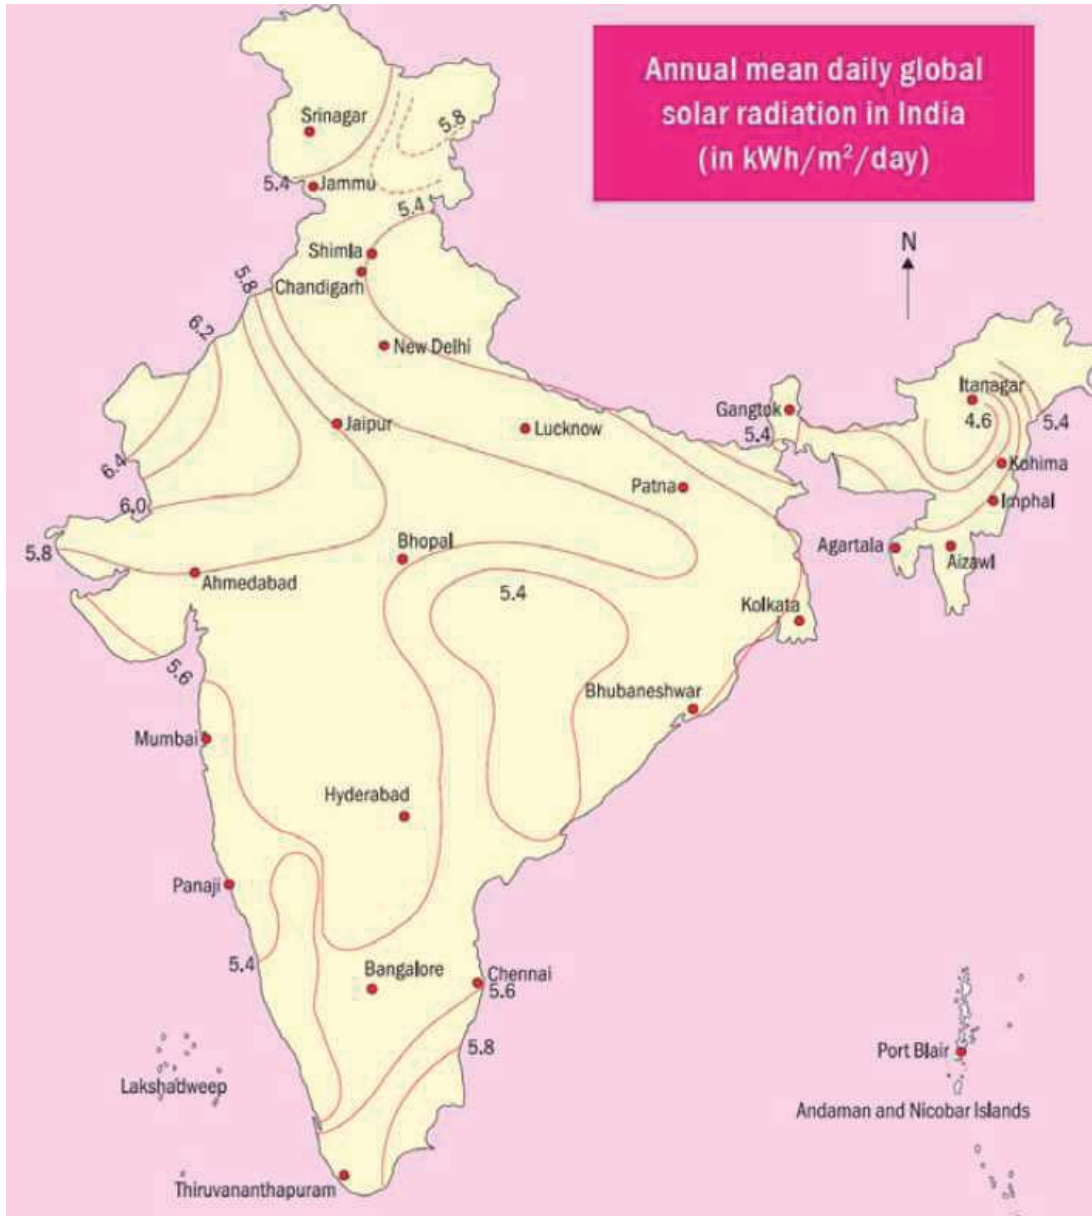 Annual mean daily global
solar radiation in India
(in kWh/m²/day)
N
Srinagar
5.8
5.4
Jammu
5.4
Shimla
5.8
Chandigarh
6.2
New Delhi
Itanagar
Gangtok
4.6
5.4
Jaipur
Lucknow
5.4
6.4
Kohima
Patna
6.0
Imphal
Bhopal
Agartala
Aizawl
5.8
Ahmedabad
5.4
Kolkata
5.6
Bhubaneshwar
Mumbai
Hyderabad
Panaji
5.4
Bangalore
Chennai
5.6
5.8
Port Blair
Lakshadweep
Andaman and Nicobar Islands
Thiruvananthapuram